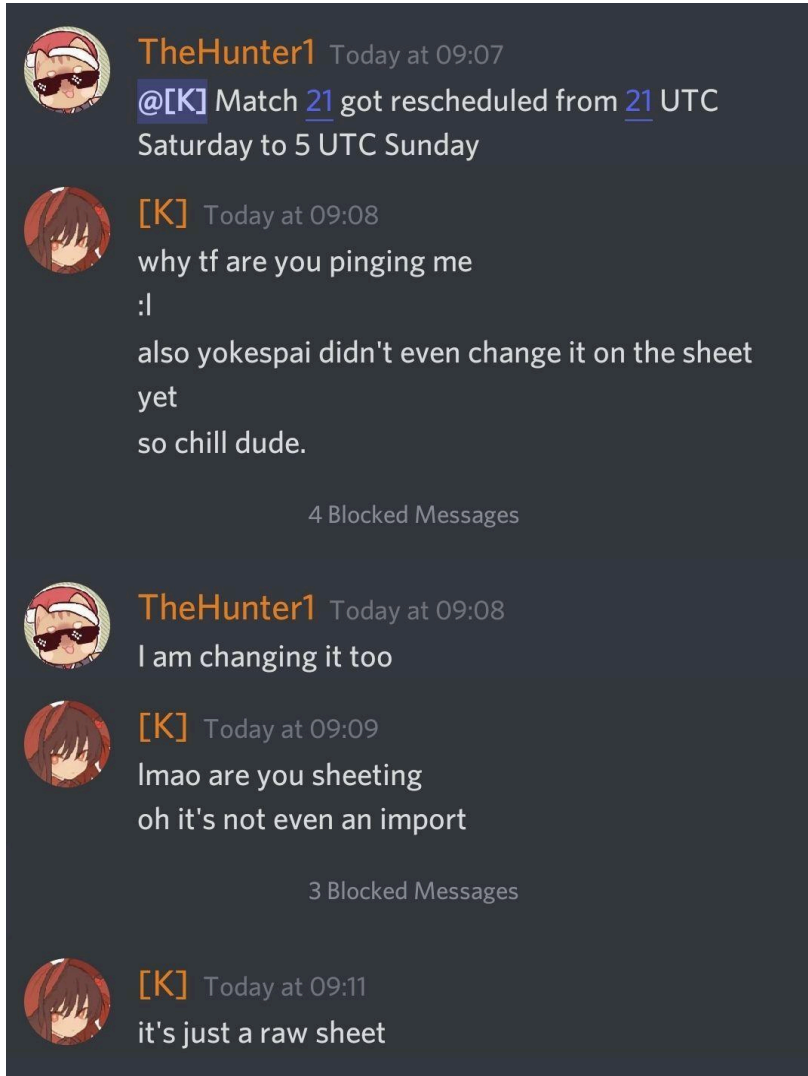 TheHunter1 Today at 09:07
@[K] Match 21 got rescheduled from 21 UTC
Saturday to 5 UTC Sunday
[K] Today at 09:08
why tf are you pinging me
:l
also yokespai didn't even change it on the sheet
yet
so chill dude.
4 Blocked Messages
TheHunter1 Today at 09:08
I am changing it too
[K] Today at 09:09
lmao are you sheeting
oh it's not even an import
3 Blocked Messages
[K] Today at 09:11
it's just a raw sheet